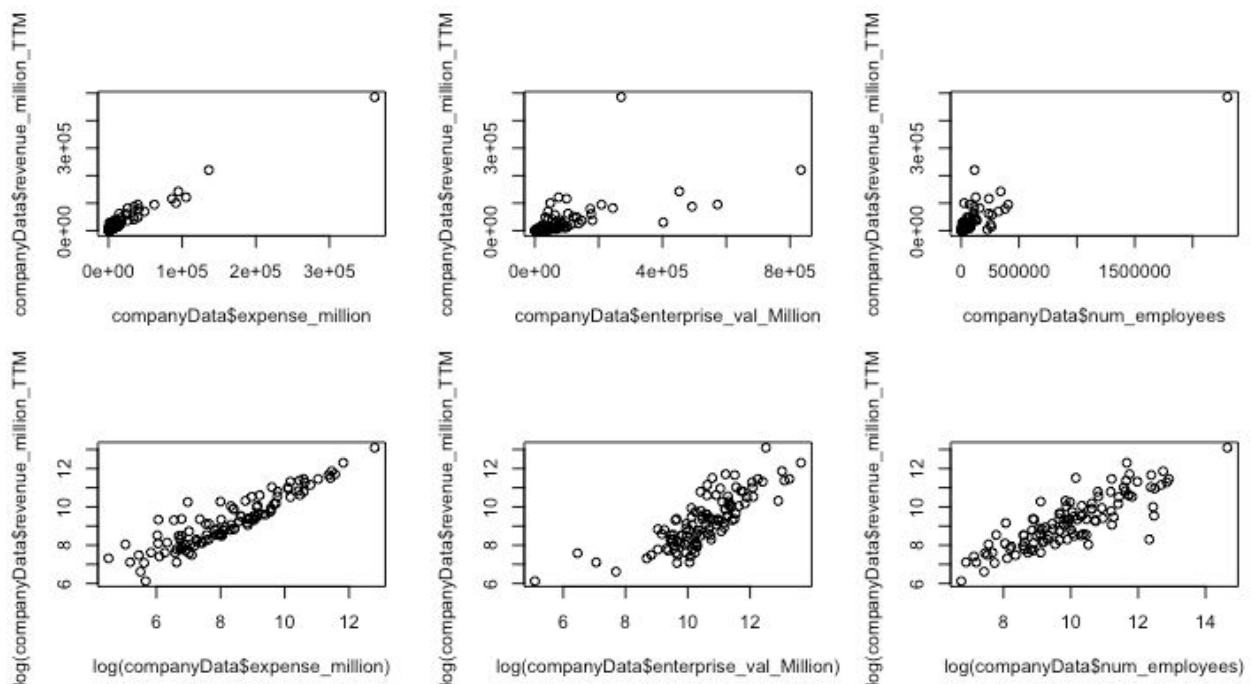 companyData$revenue_million_TTM
3e+05
0e+00
0e+00 1e+05 3e+05
companyData$expense_million
companyData$revenue_million_TTM
3e+05
0e+00
0e+00 4e+05 8e+05
companyData$enterprise_val_Million
companyData$revenue_million_TTM
3e+05
0e+00
0 500000 1500000
companyData$num_employees
log(companyData$revenue_million_TTM
12
10
8
6
6 8 10 12
log(companyData$expense_million)
log(companyData$revenue_million_TTM
12
10
8
6
6 8 10 12
log(companyData$enterprise_val_Million)
log(companyData$revenue_million_TTM
12
10
8
6
8 10 12 14
log(companyData$num_employees)